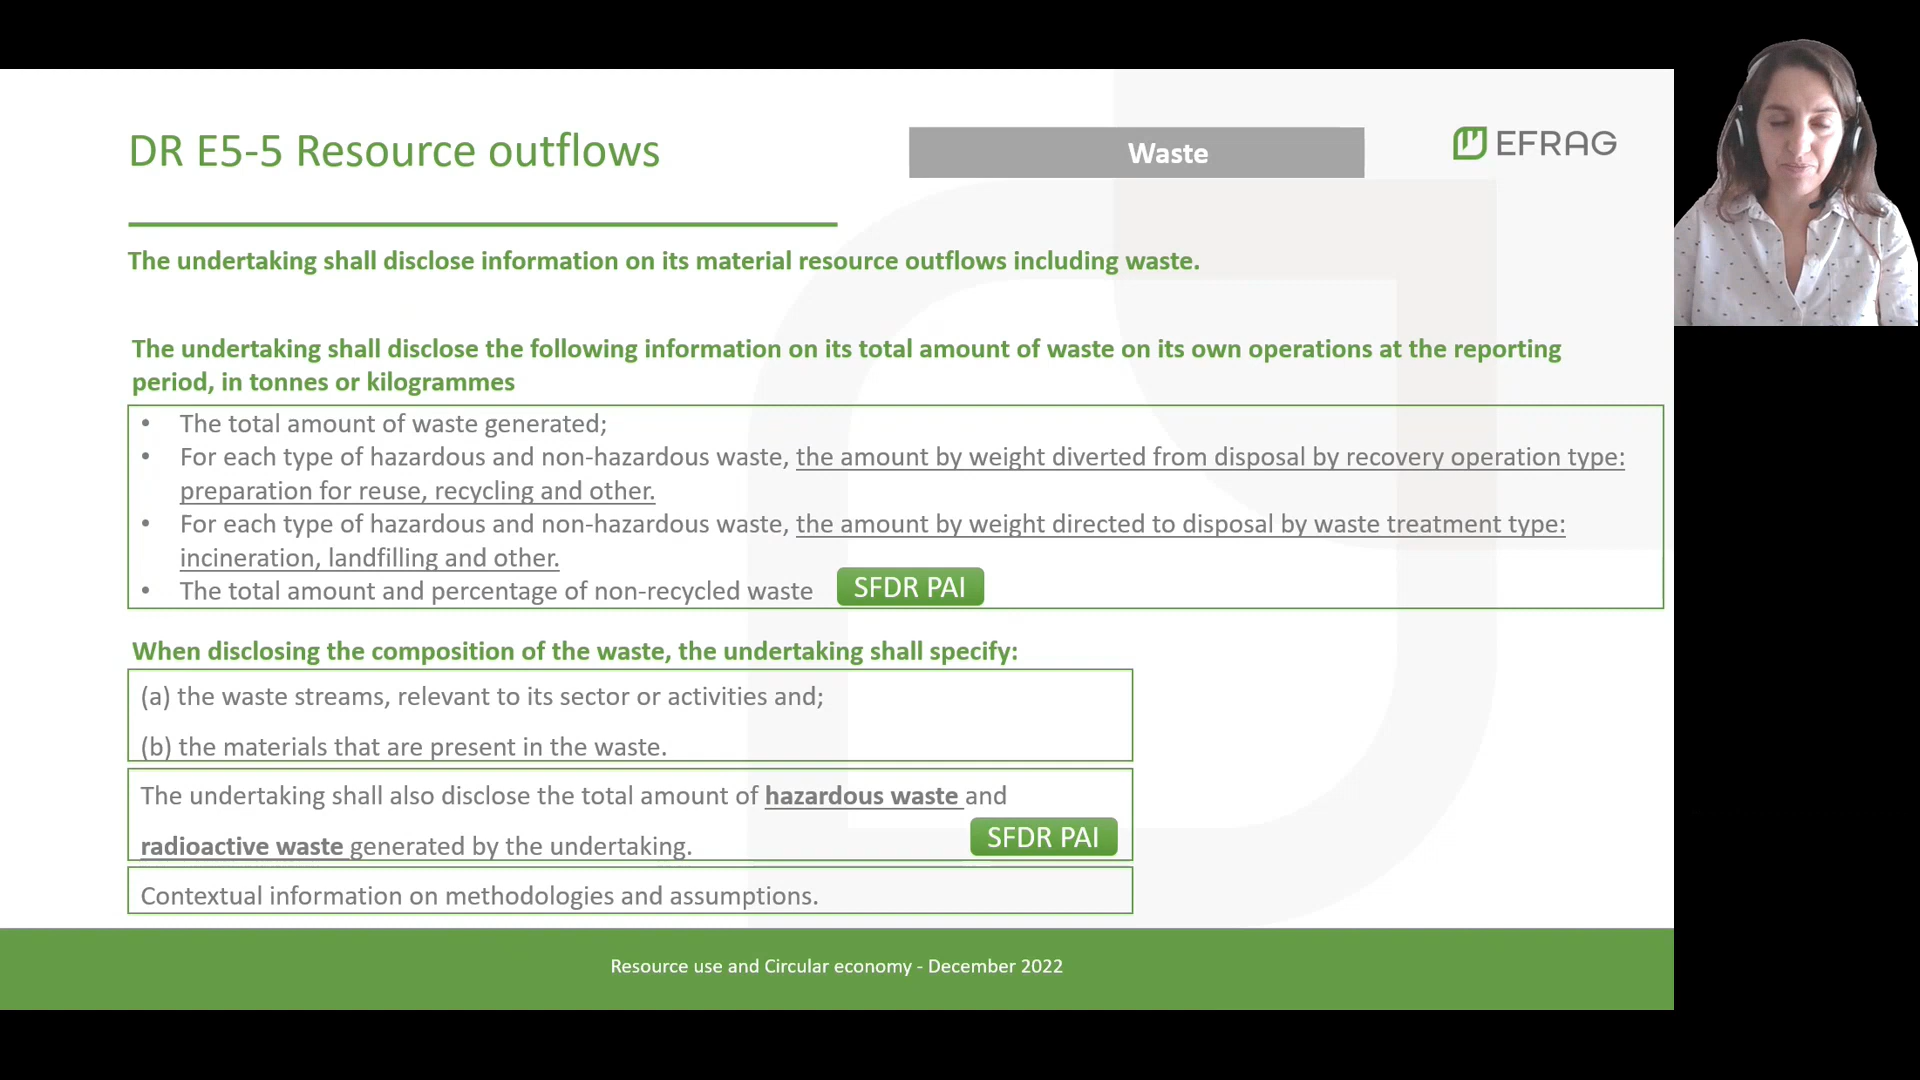 DR E5-5 Resource outflows
Waste
EFRAG
The undertaking shall disclose information on its material resource outflows including waste.
The undertaking shall disclose the following information on its total amount of waste on its own operations at the reporting
period, in tonnes or kilogrammes
• The total amount of waste generated;
• For each type of hazardous and non-hazardous waste, the amount by weight diverted from disposal by recovery operation type:
preparation for reuse, recycling and other.
• For each type of hazardous and non-hazardous waste, the amount by weight directed to disposal by waste treatment type:
incineration, landfilling and other.
• The total amount and percentage of non-recycled waste
SFDR PAI
When disclosing the composition of the waste, the undertaking shall specify:
(a) the waste streams, relevant to its sector or activities and;
(b) the materials that are present in the waste.
The undertaking shall also disclose the total amount of hazardous waste and
radioactive waste generated by the undertaking.
SFDR PAI
Contextual information on methodologies and assumptions.
Resource use and Circular economy - December 2022